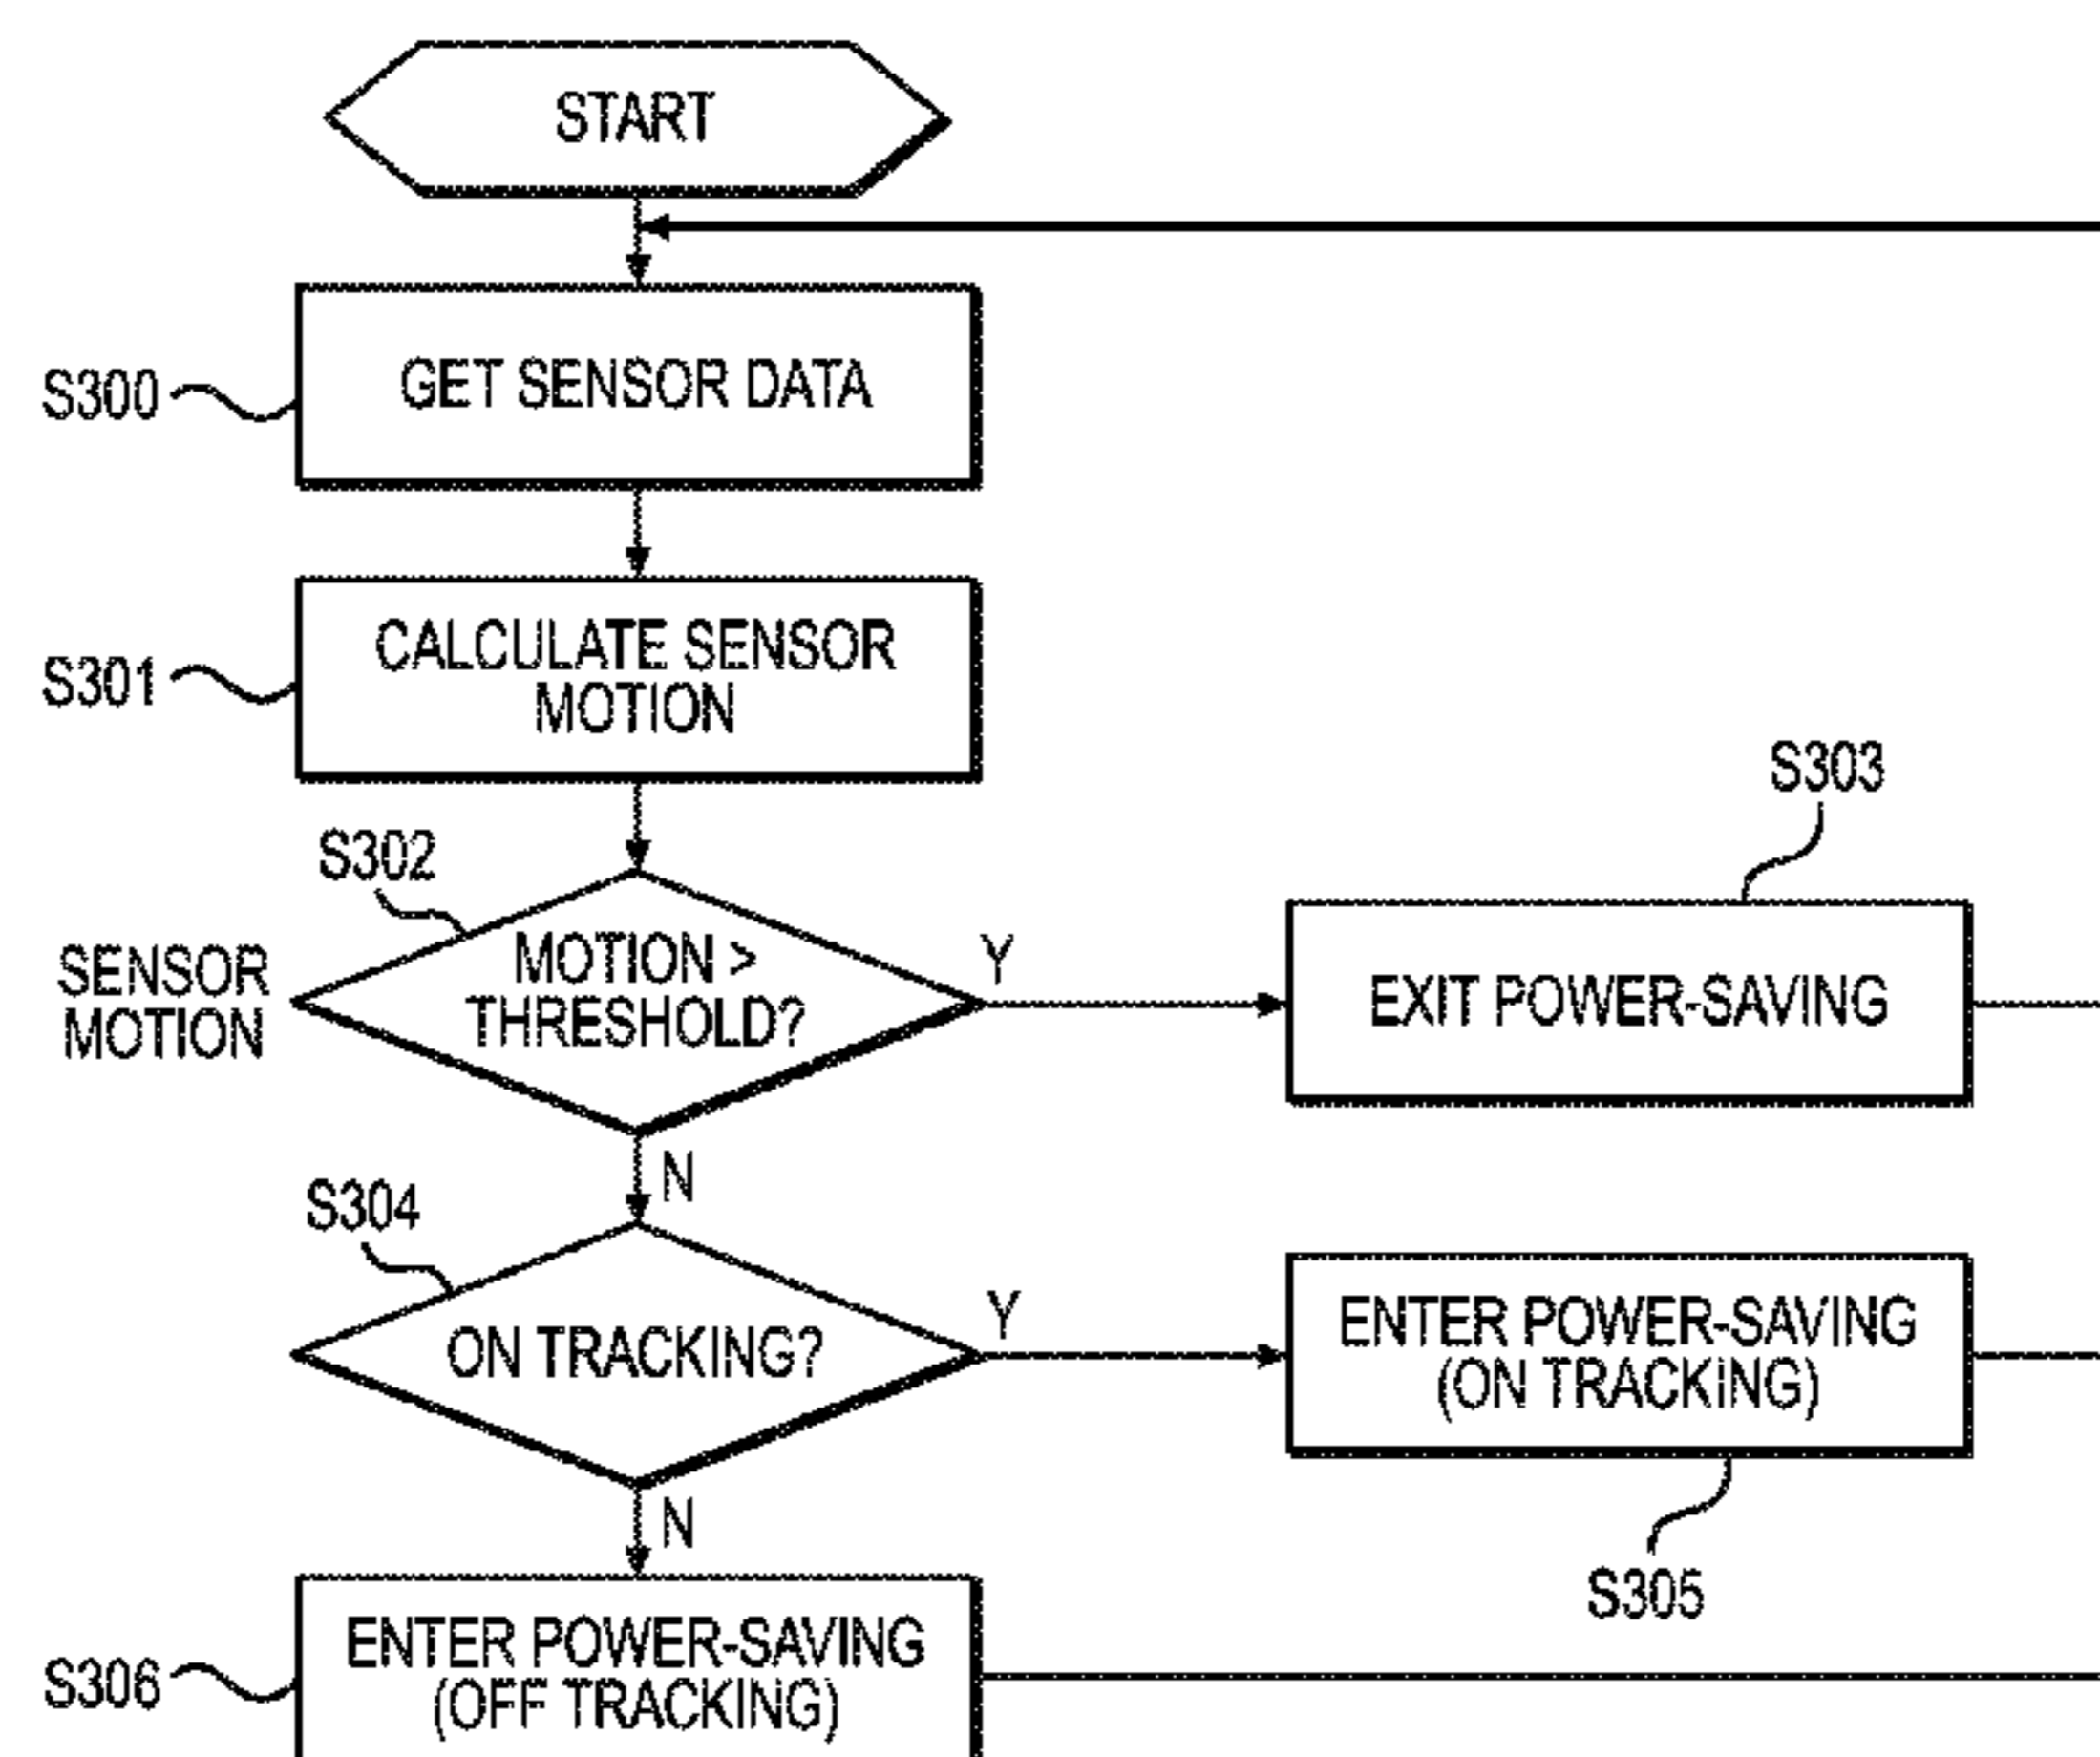 START
S300
GET SENSOR DATA
S301
CALCULATE SENSOR
MOTION
S302
S303
SENSOR
MOTION
MOTION >
THRESHOLD?
Y
EXIT POWER-SAVING
N
S304
ON TRACKING?
Y
ENTER POWER-SAVING
(ON TRACKING)
N
S305
S306
ENTER POWER-SAVING
(OFF TRACKING)